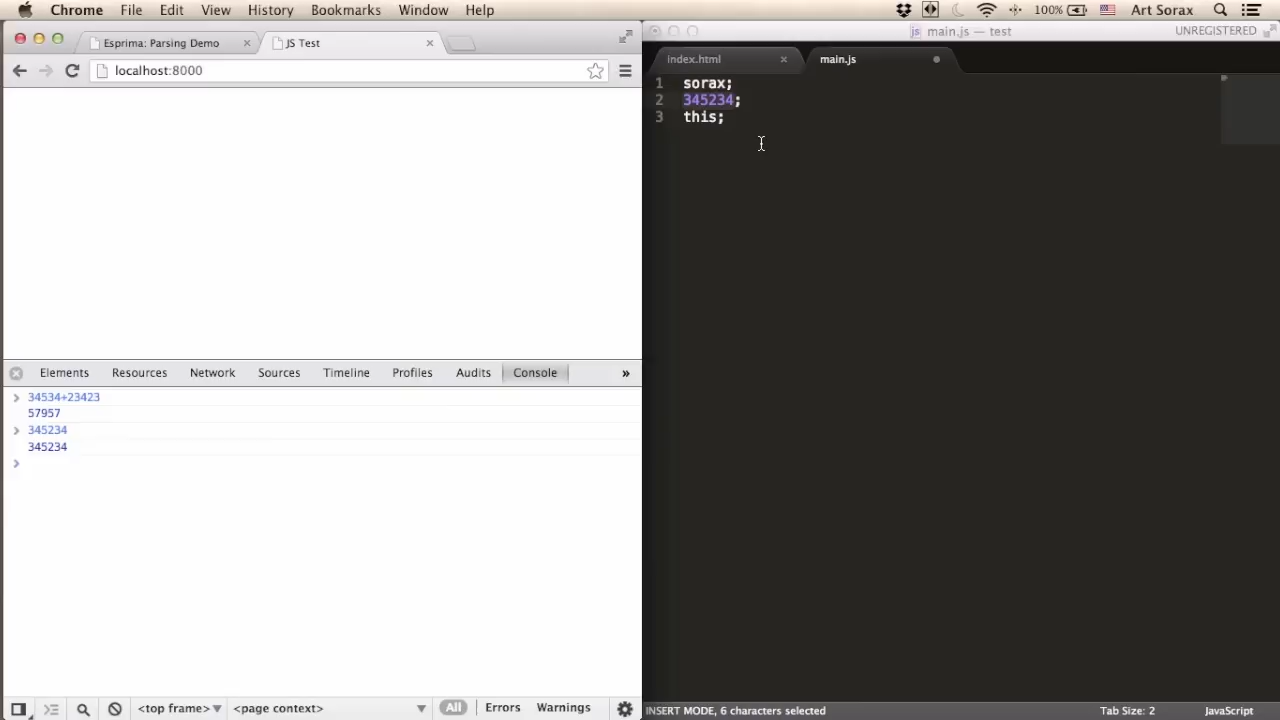 Chrome File Edit View History Bookmarks Window Help 100% Art Sorax
Esprima: Parsing Demo JS Test
localhost:8000
main.js — test UNREGISTERED
index.html main.js
1 sorax;
2 345234;
3 this;
Elements Resources Network Sources Timeline Profiles Audits Console »
> 34534+23423
57957
> 345234
345234
>
<top frame> <page context> All Errors Warnings
INSERT MODE, 6 characters selected Tab Size: 2 JavaScript